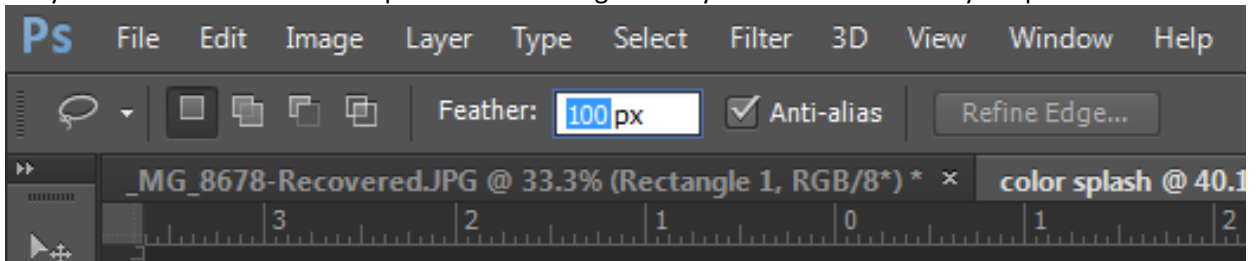 Ps File Edit Image Layer Type Select Filter 3D View Window Help
Feather: 100 px Anti-alias Refine Edge...
_MG_8678-Recovered.JPG @ 33.3% (Rectangle 1, RGB/8*) * × color splash @ 40.1
3 2 1 0 1 2